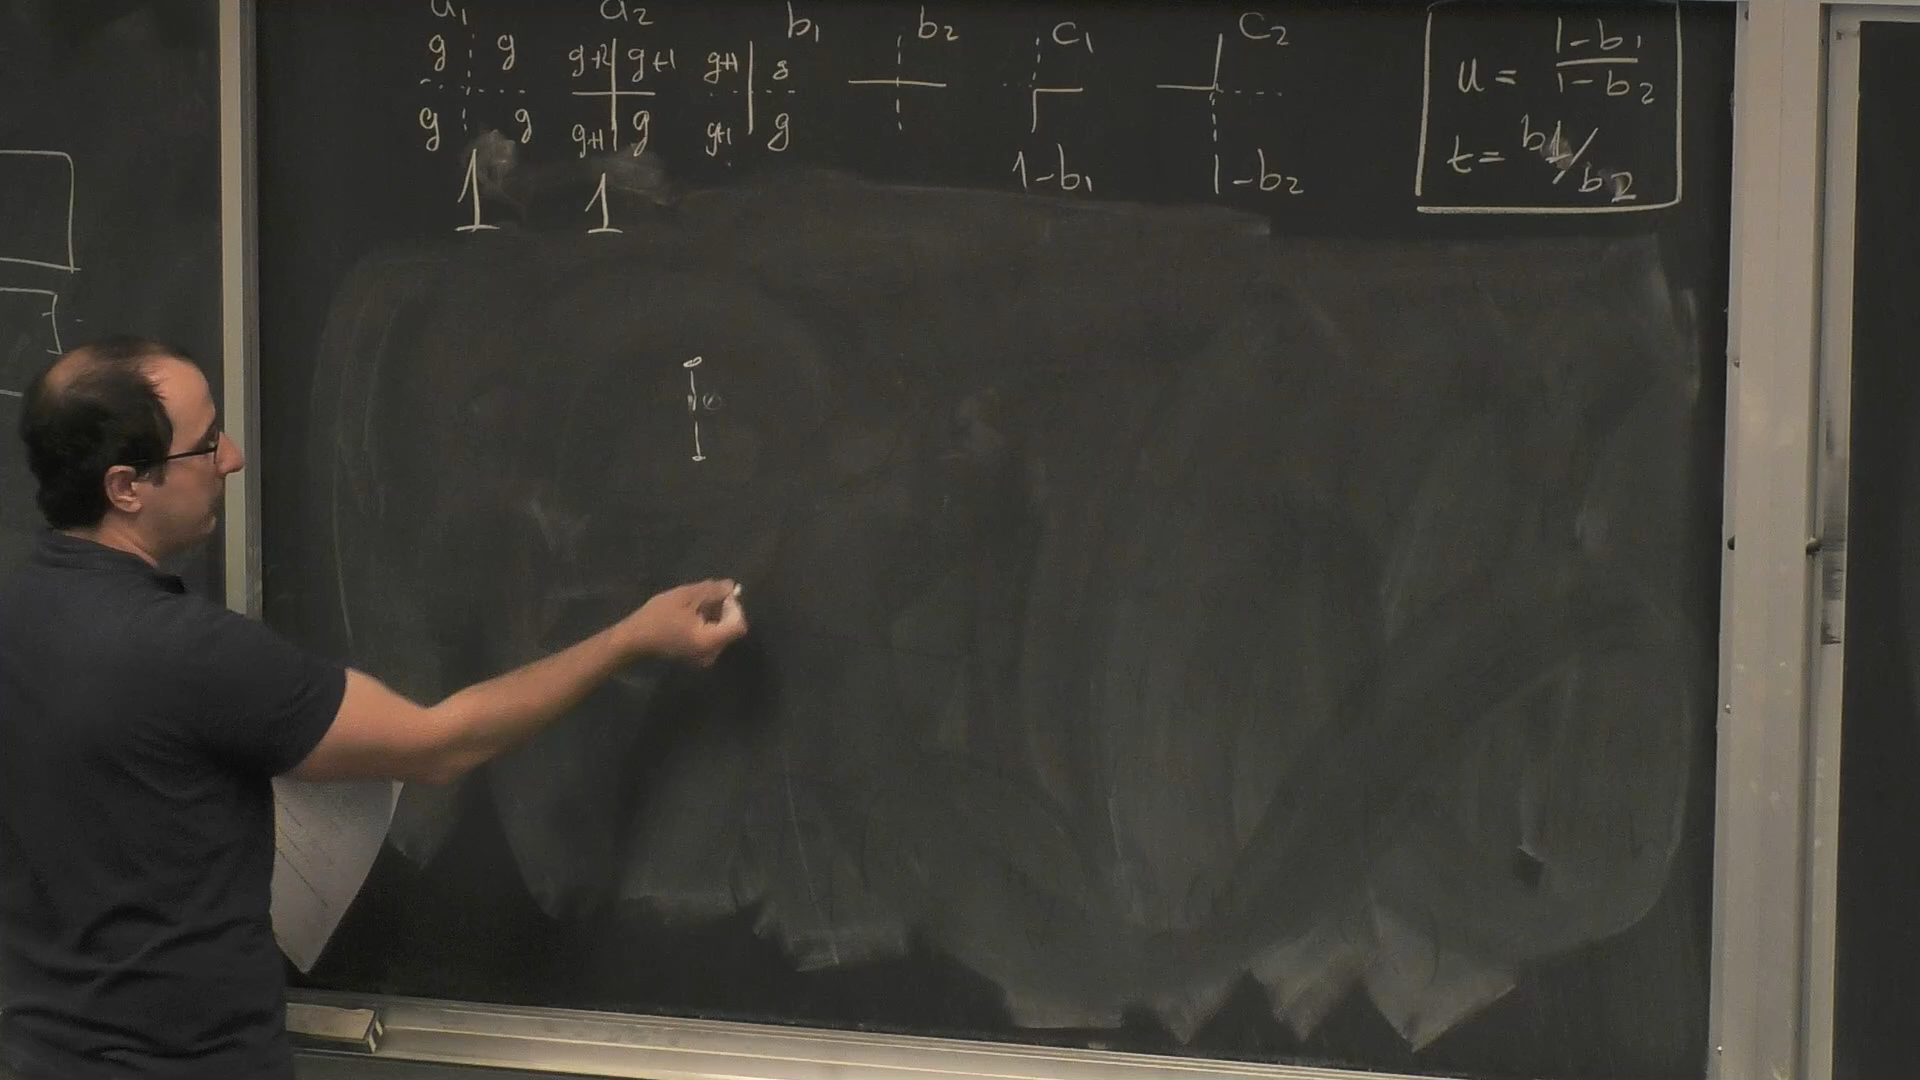 a1 a2 b1 b2 c1 c2
g g g+2 g+1 g+1 g
g g g+1 g g+1 g
1 1 1-b1 1-b2
u = 1-b1 / 1-b2
t = b1/b2